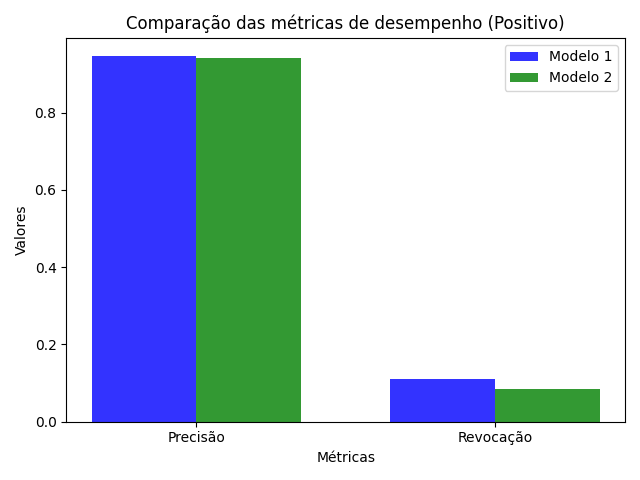 Comparação das métricas de desempenho (Positivo)
Modelo 1
Modelo 2
0.8
0.6
0.4
0.2
0.0
Valores
Precisão
Revocação
Métricas